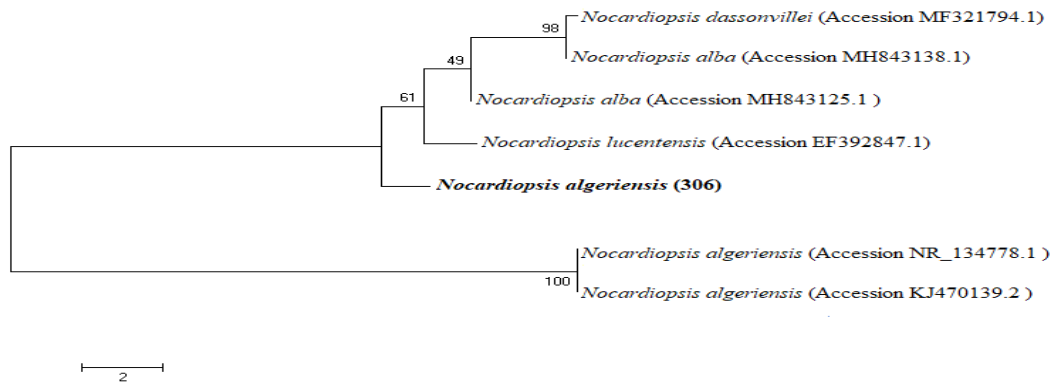 Nocardiopsis dassonvillei (Accession MF321794.1)
98
Nocardiopsis alba (Accession MH843138.1)
49
Nocardiopsis alba (Accession MH843125.1 )
61
Nocardiopsis lucentensis (Accession EF392847.1)
Nocardiopsis algeriensis (306)
Nocardiopsis algeriensis (Accession NR_134778.1 )
100
Nocardiopsis algeriensis (Accession KJ470139.2 )
2